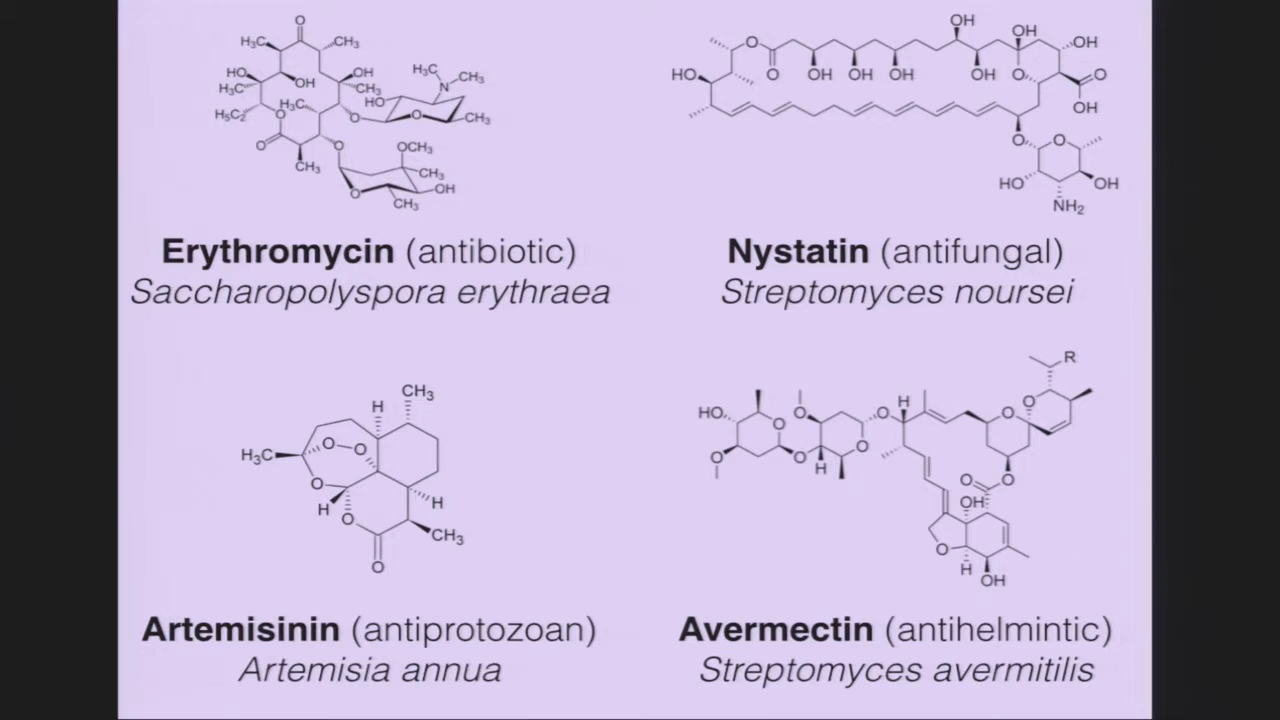 Erythromycin (antibiotic)
Saccharopolyspora erythraea
Nystatin (antifungal)
Streptomyces noursei
Artemisinin (antiprotozoan)
Artemisia annua
Avermectin (antihelmintic)
Streptomyces avermitilis